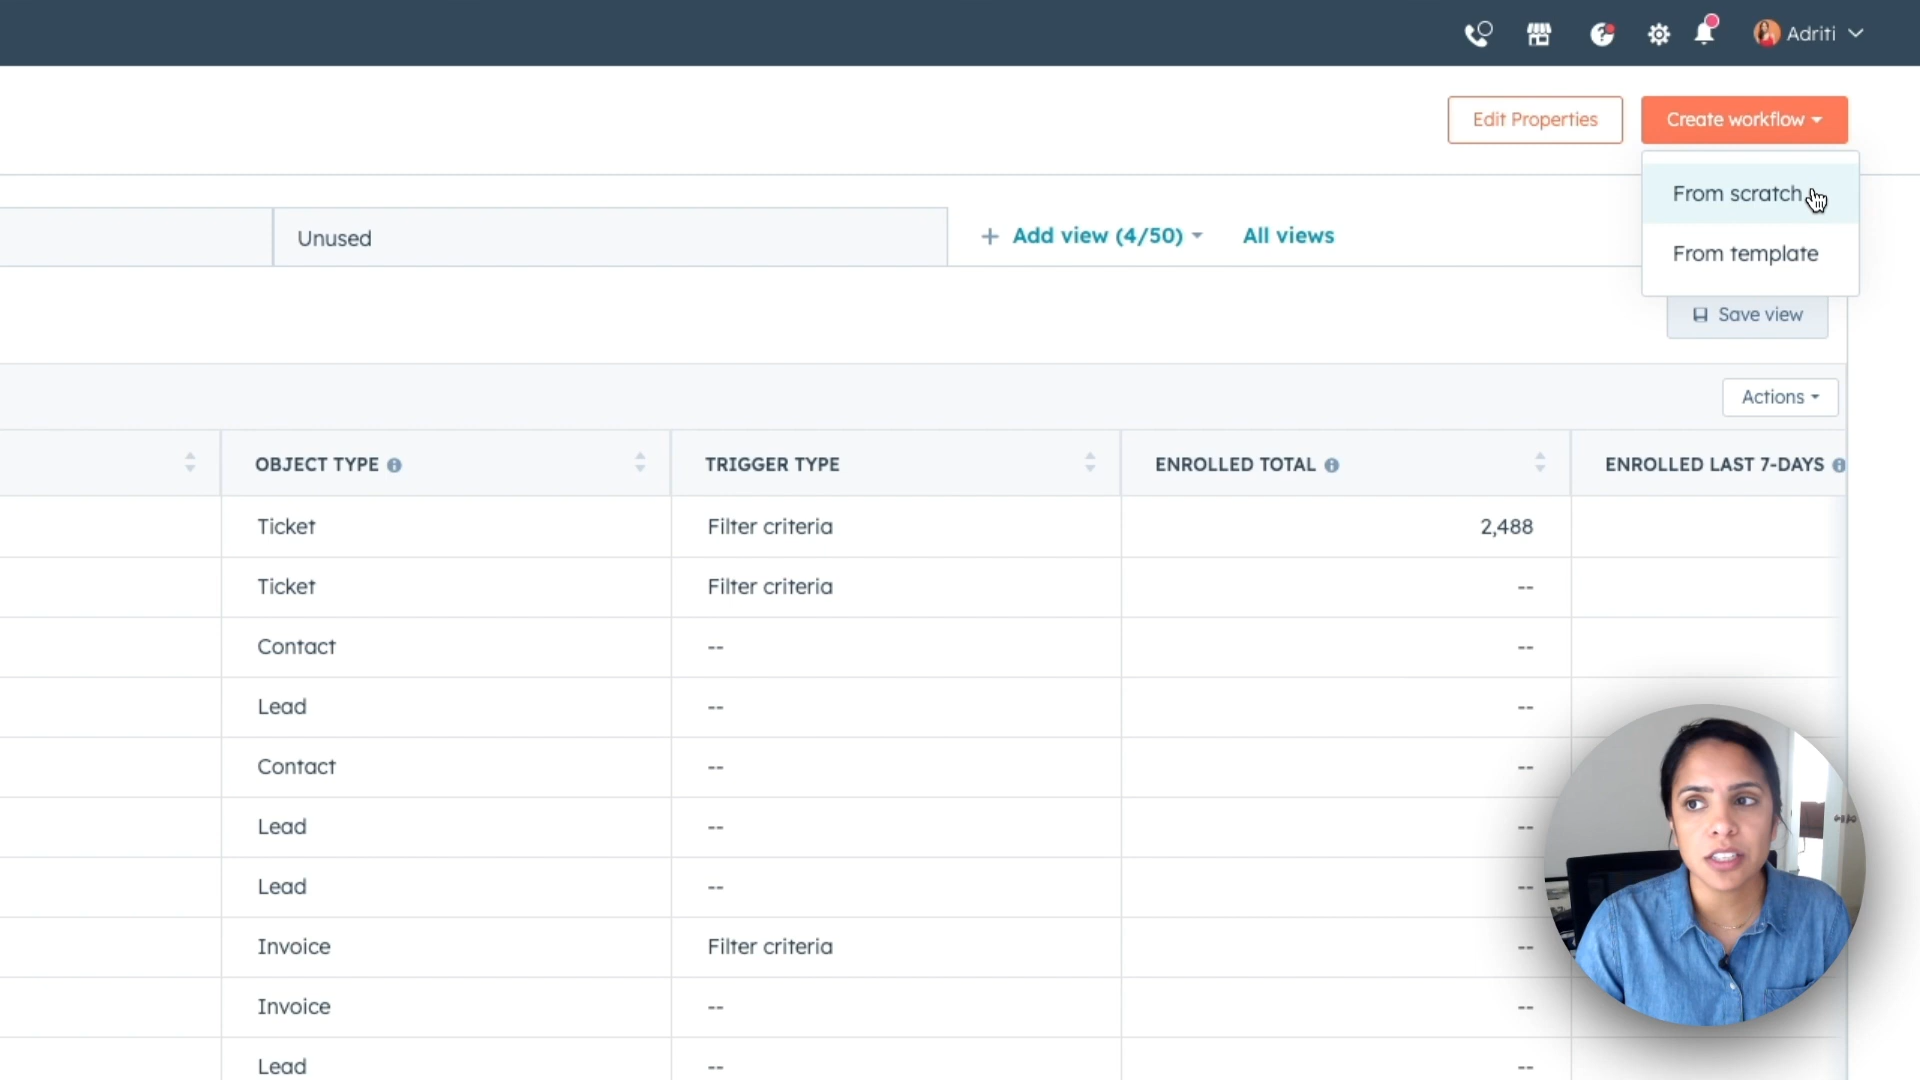 Adriti
Edit Properties
Create workflow
From scratch
From template
Unused
+ Add view (4/50)
All views
Save view
Actions
OBJECT TYPE
TRIGGER TYPE
ENROLLED TOTAL
ENROLLED LAST 7-DAYS
Ticket Filter criteria 2,488
Ticket Filter criteria --
Contact -- --
Lead -- --
Contact -- --
Lead -- --
Lead -- --
Invoice Filter criteria --
Invoice -- --
Lead -- --